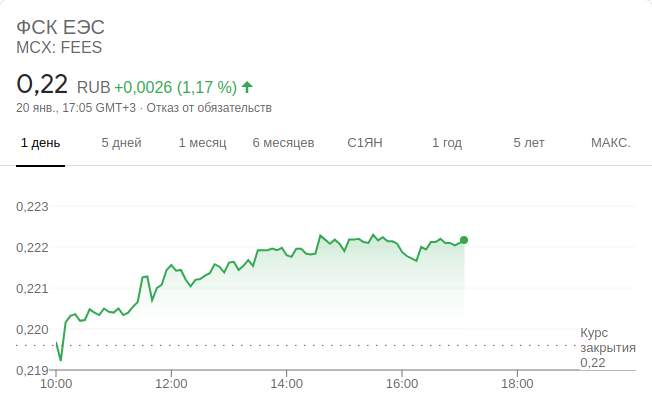 ФСК ЕЭС
MCX: FEES
0,22 RUB +0,0026 (1,17 %)
20 янв., 17:05 GMT+3 · Отказ от обязательств
1 день 5 дней 1 месяц 6 месяцев С1ЯН 1 год 5 лет МАКС.
0,223
0,222
0,221
0,220
0,219
Курс
закрытия
0,22
10:00 12:00 14:00 16:00 18:00